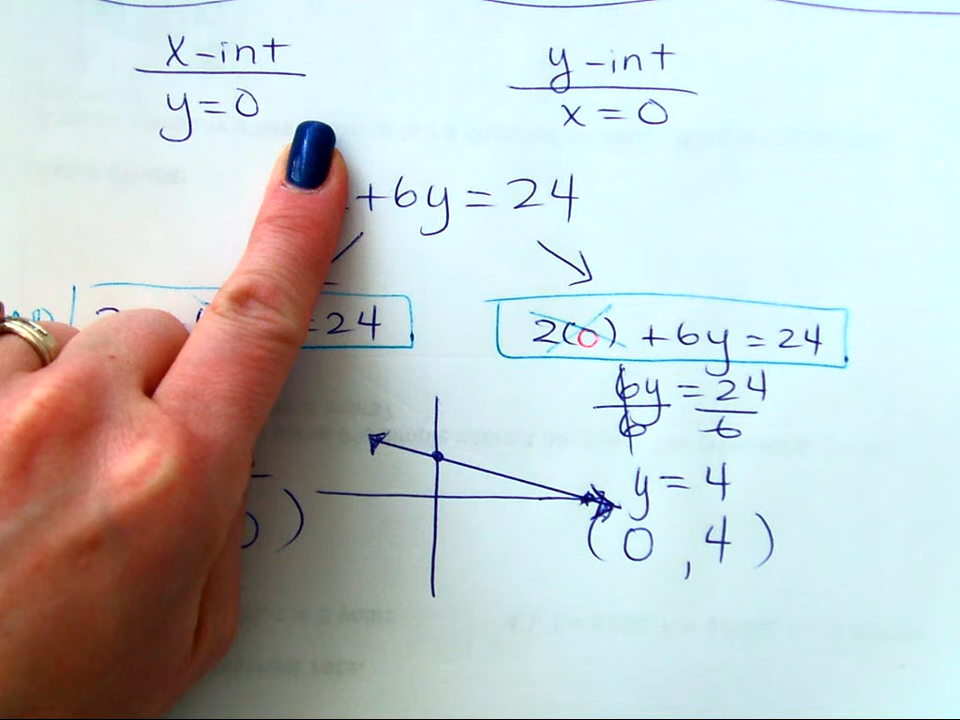 x-int y-int
y=0 x=0
+6y=24
=24 2(0) +6y=24
6y = 24
6 6
y=4
) (0,4)